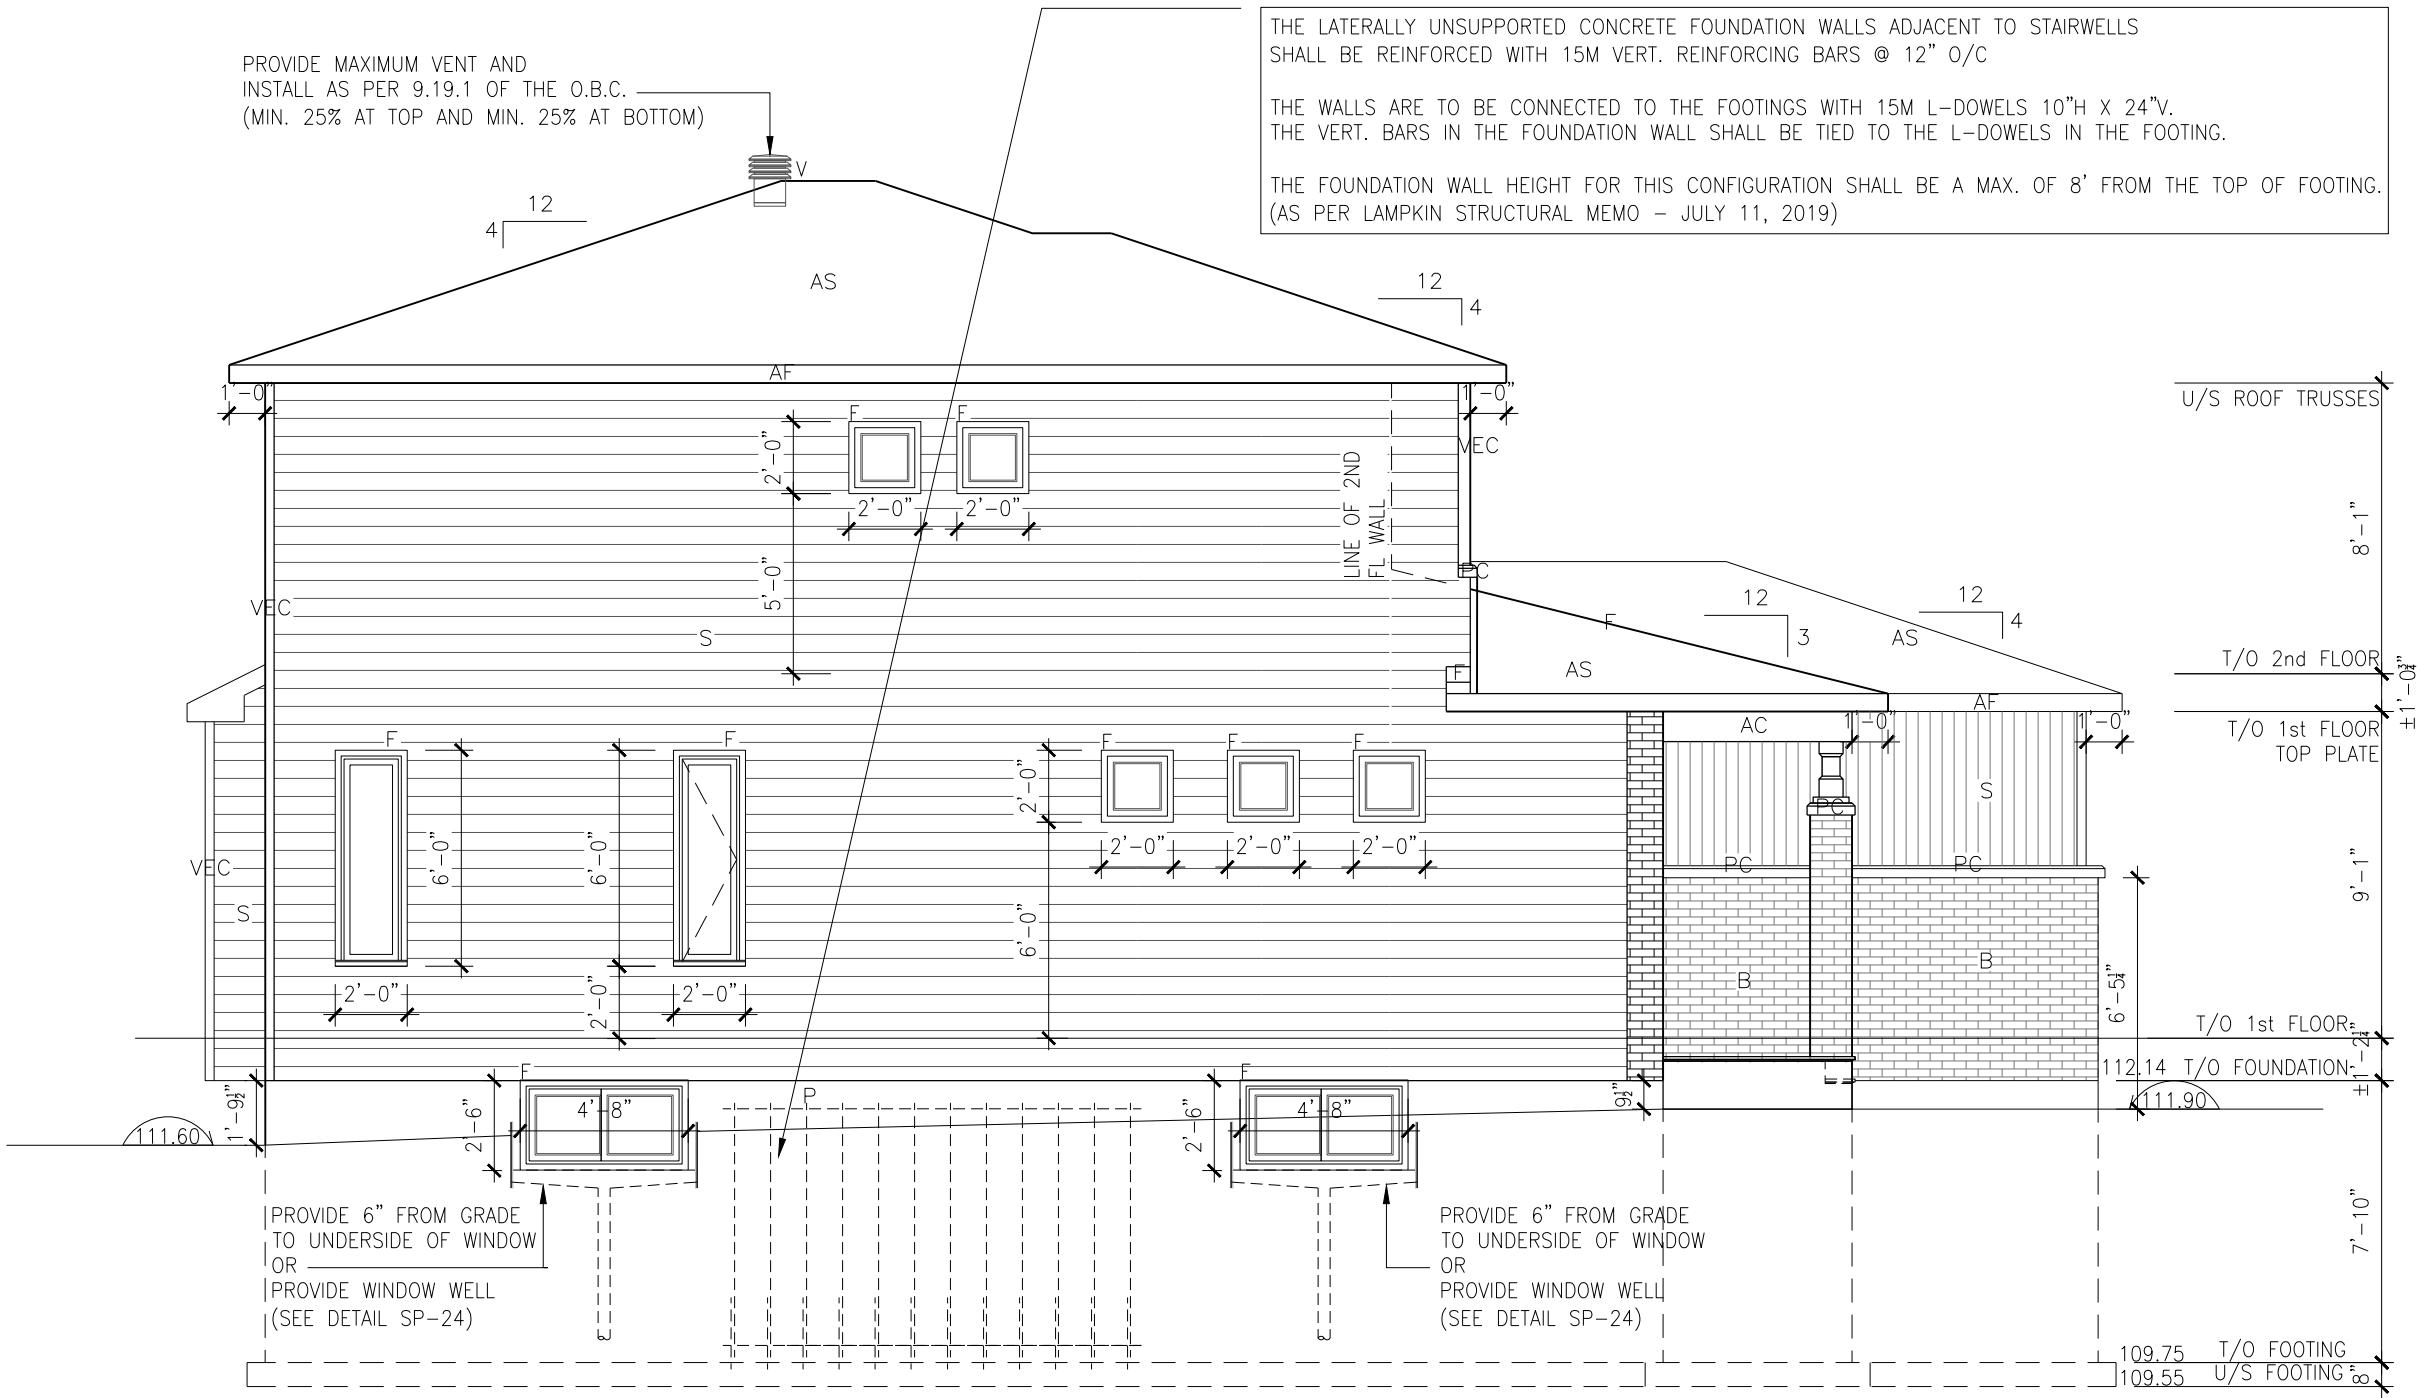 THE LATERALLY UNSUPPORTED CONCRETE FOUNDATION WALLS ADJACENT TO STAIRWELLS
SHALL BE REINFORCED WITH 15M VERT. REINFORCING BARS @ 12" O/C
THE WALLS ARE TO BE CONNECTED TO THE FOOTINGS WITH 15M L-DOWELS 10"H X 24"V.
THE VERT. BARS IN THE FOUNDATION WALL SHALL BE TIED TO THE L-DOWELS IN THE FOOTING.
THE FOUNDATION WALL HEIGHT FOR THIS CONFIGURATION SHALL BE A MAX. OF 8' FROM THE TOP OF FOOTING.
(AS PER LAMPKIN STRUCTURAL MEMO - JULY 11, 2019)
PROVIDE MAXIMUM VENT AND
INSTALL AS PER 9.19.1 OF THE O.B.C.
(MIN. 25% AT TOP AND MIN. 25% AT BOTTOM)
V
12
4
AS
12
4
AF
1'-0"
1'-0"
U/S ROOF TRUSSES
F
F
2'-0"
2'-0"
2'-0"
VEC
LINE OF 2ND
FL WALL
8'-1"
5'-0"
PC
VEC
S
F
12
3
12
4
AS
AS
F
T/O 2nd FLOOR
±1'-0¾"
AF
AC
1'-0"
1'-0"
T/O 1st FLOOR
TOP PLATE
F
F
F
F
F
6'-0"
6'-0"
2'-0"
2'-0"
2'-0"
2'-0"
S
PC
VEC
PC
PC
9'-1"
S
6'-0"
B
B
2'-0"
2'-0"
2'-0"
6'-5¼"
T/O 1st FLOOR
±1'-2¼"
112.14
T/O FOUNDATION
F
P
F
1'-9½"
2'-6"
4'-8"
2'-6"
4'-8"
9½"
111.60
111.90
PROVIDE 6" FROM GRADE
TO UNDERSIDE OF WINDOW
OR
PROVIDE WINDOW WELL
(SEE DETAIL SP-24)
PROVIDE 6" FROM GRADE
TO UNDERSIDE OF WINDOW
OR
PROVIDE WINDOW WELL
(SEE DETAIL SP-24)
7'-10"
109.75
T/O FOOTING
109.55
U/S FOOTING
8"